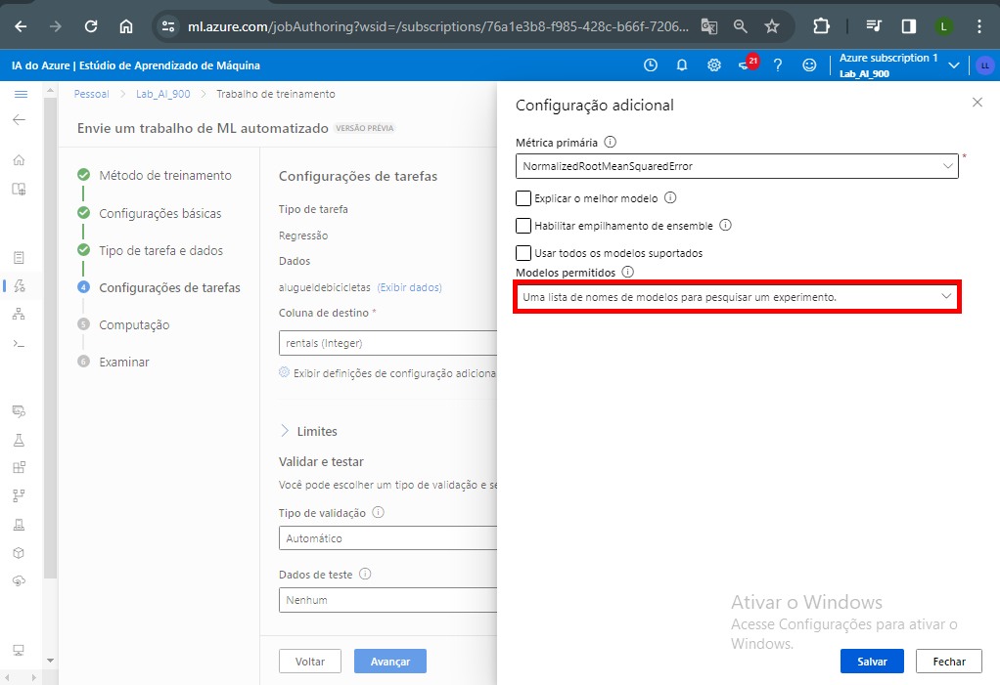 ml.azure.com/jobAuthoring?wsid=/subscriptions/76a1e3b8-f985-428c-b66f-7206...
L
IA do Azure | Estúdio de Aprendizado de Máquina
21
?
Azure subscription 1
Lab_AI_900
LL
Pessoal > Lab_AI_900 > Trabalho de treinamento
Envie um trabalho de ML automatizado VERSÃO PRÉVIA
Método de treinamento
Configurações básicas
Tipo de tarefa e dados
4 Configurações de tarefas
5 Computação
6 Examinar
Configurações de tarefas
Tipo de tarefa
Regressão
Dados
alugueldebicicletas (Exibir dados)
Coluna de destino *
rentals (Integer)
Exibir definições de configuração adiciona
Limites
Validar e testar
Você pode escolher um tipo de validação e se
Tipo de validação
Automático
Dados de teste
Nenhum
Voltar
Avançar
Configuração adicional
Métrica primária
NormalizedRootMeanSquaredError
*
Explicar o melhor modelo
Habilitar empilhamento de ensemble
Usar todos os modelos suportados
Modelos permitidos
Uma lista de nomes de modelos para pesquisar um experimento.
Ativar o Windows
Acesse Configurações para ativar o
Windows.
Salvar
Fechar